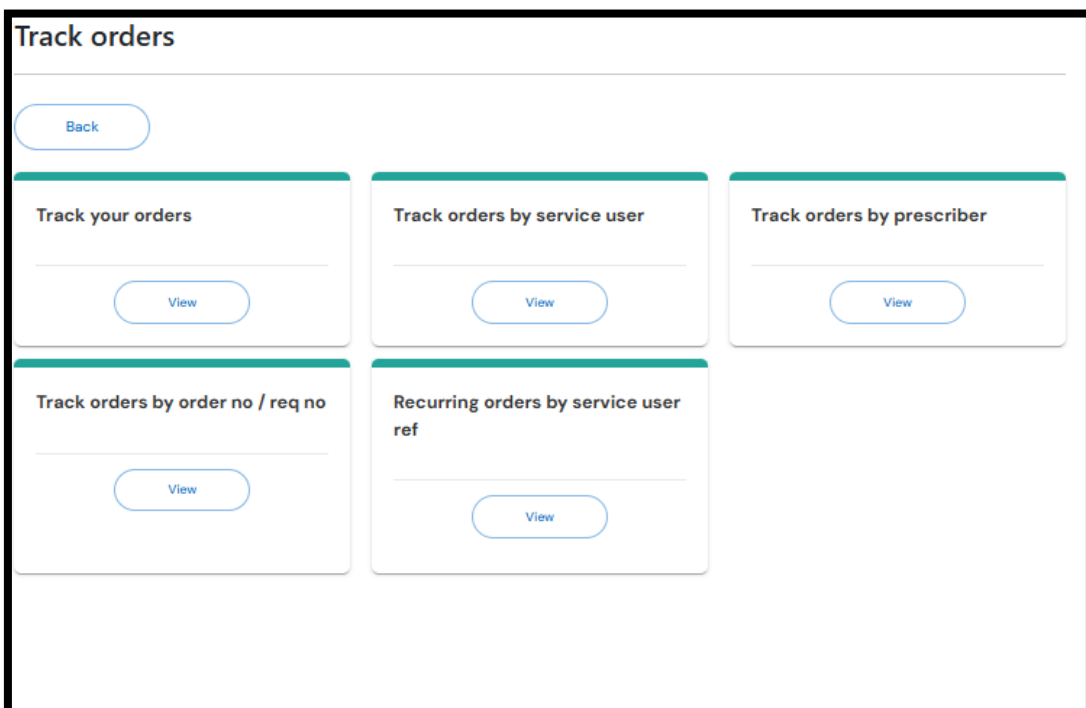 Track orders
Back
Track your orders
View
Track orders by service user
View
Track orders by prescriber
View
Track orders by order no / req no
View
Recurring orders by service user
ref
View